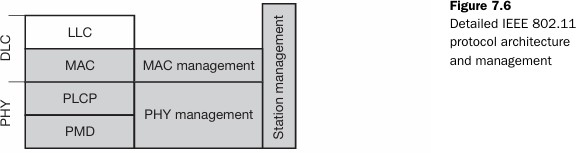 DLC
LLC
MAC
MAC management
PHY
PLCP
PHY management
PMD
Station management
Figure 7.6
Detailed IEEE 802.11
protocol architecture
and management